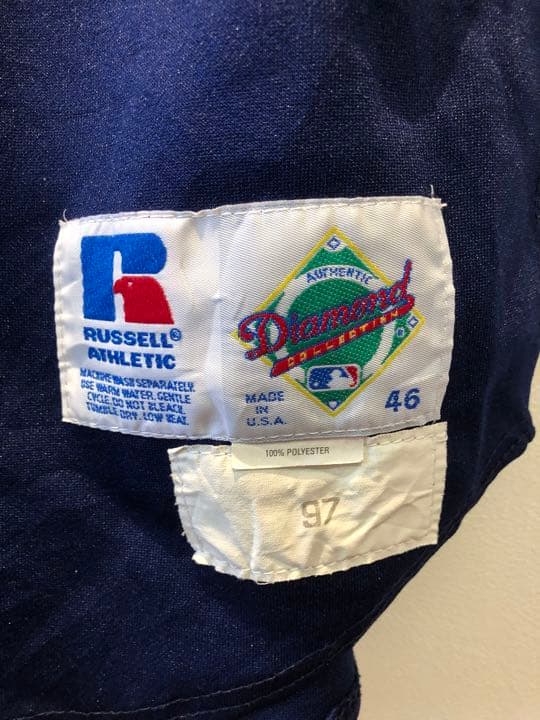 R
RUSSELL®
ATHLETIC
MACHINE WASH SEPARATELY.
USE WARM WATER. GENTLE
CYCLE. DO NOT BLEACH.
TUMBLE DRY. LOW HEAT.
AUTHENTIC
Diamond
COLLECTION
MADE
IN
U.S.A.
46
100% POLYESTER
97